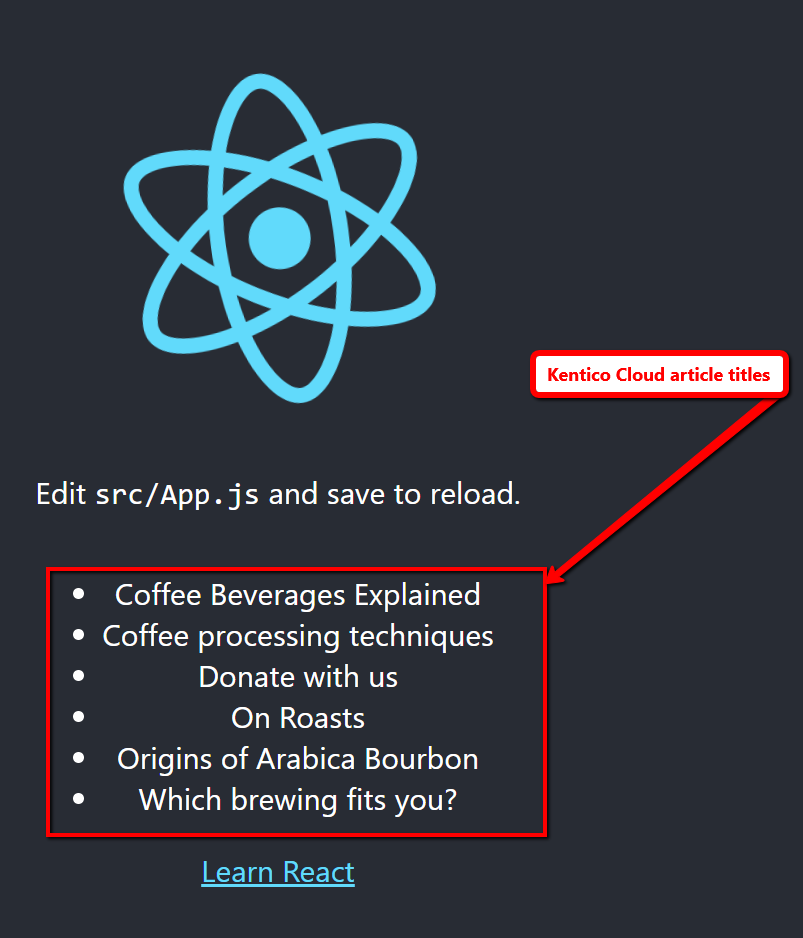 Kentico Cloud article titles
Edit src/App.js and save to reload.
Coffee Beverages Explained
Coffee processing techniques
Donate with us
On Roasts
Origins of Arabica Bourbon
Which brewing fits you?
Learn React